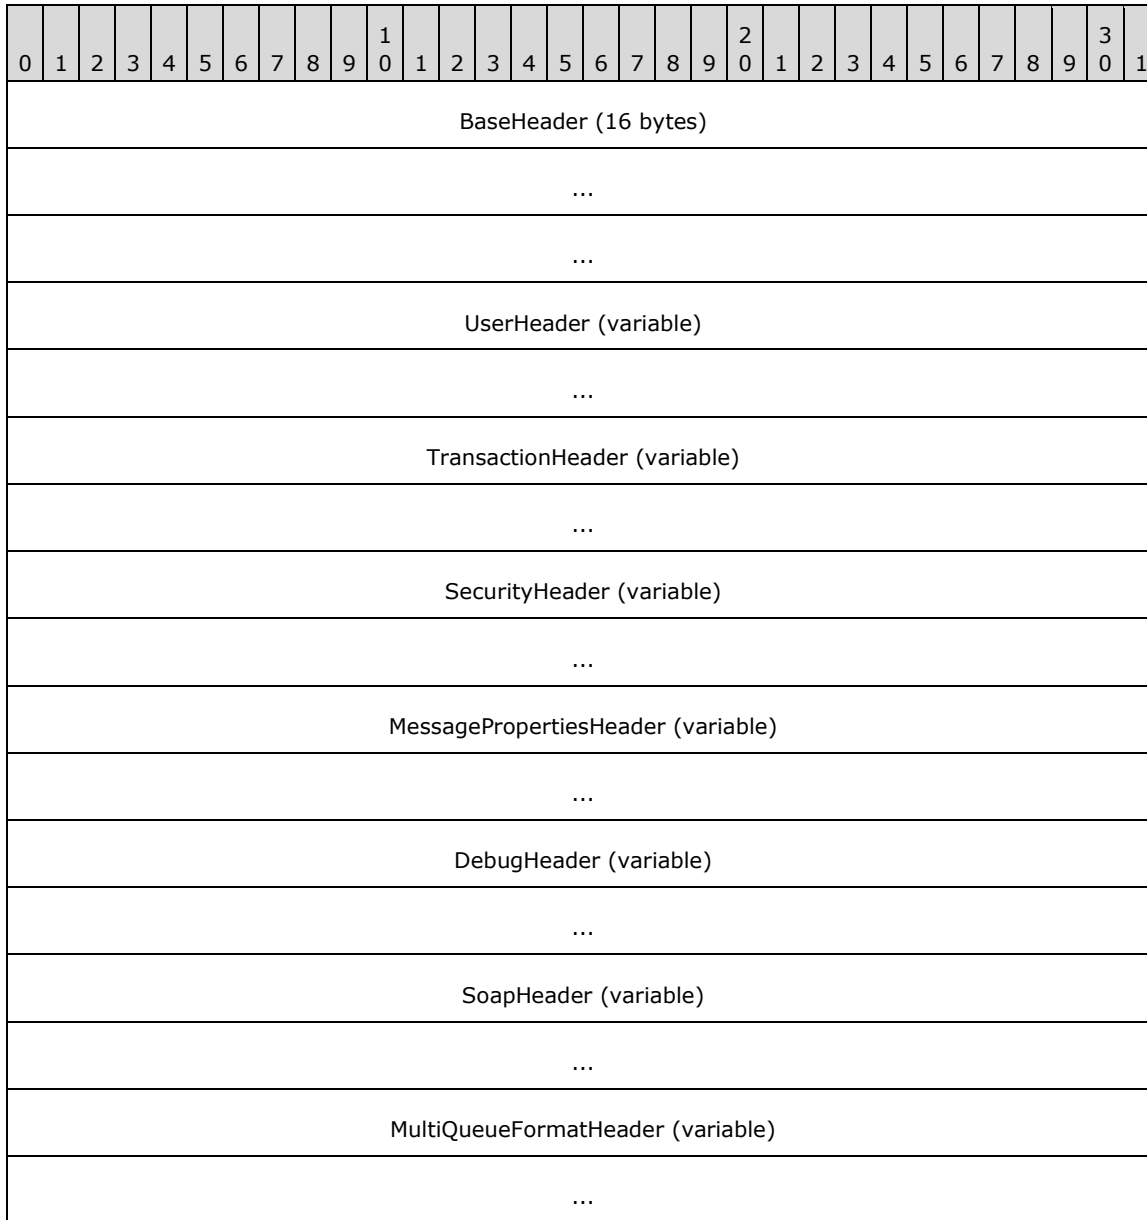 1 2 3
0 1 2 3 4 5 6 7 8 9 0 1 2 3 4 5 6 7 8 9 0 1 2 3 4 5 6 7 8 9 0 1
BaseHeader (16 bytes)
...
...
UserHeader (variable)
...
TransactionHeader (variable)
...
SecurityHeader (variable)
...
MessagePropertiesHeader (variable)
...
DebugHeader (variable)
...
SoapHeader (variable)
...
MultiQueueFormatHeader (variable)
...